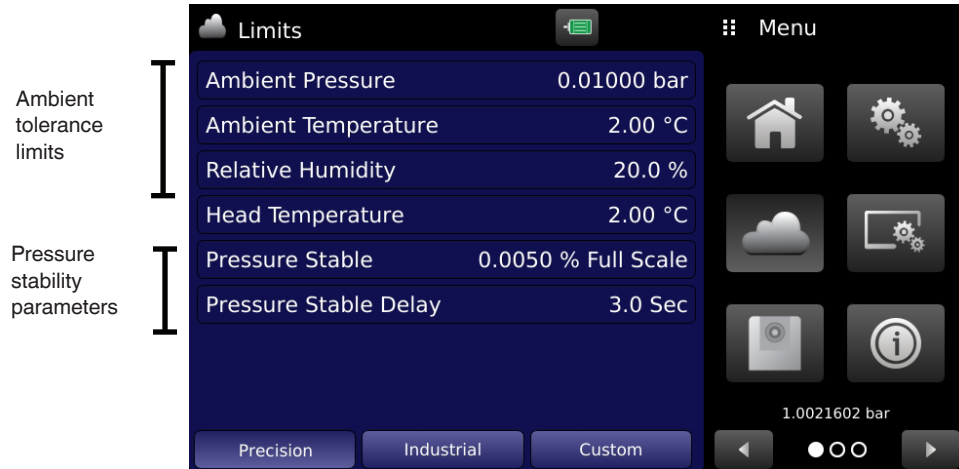 Limits
Menu
Ambient
tolerance
limits
Ambient Pressure 0.01000 bar
Ambient Temperature 2.00 °C
Relative Humidity 20.0 %
Head Temperature 2.00 °C
Pressure
stability
parameters
Pressure Stable 0.0050 % Full Scale
Pressure Stable Delay 3.0 Sec
1.0021602 bar
Precision Industrial Custom